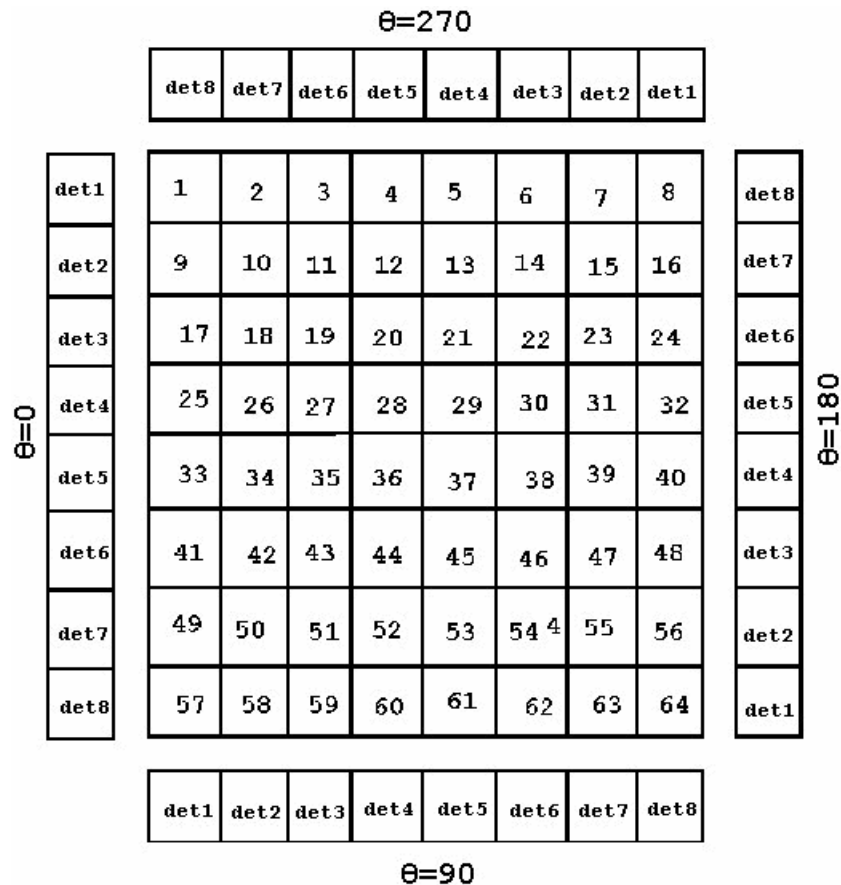 θ=270
det8 det7 det6 det5 det4 det3 det2 det1
det1 1 2 3 4 5 6 7 8 det8
det2 9 10 11 12 13 14 15 16 det7
det3 17 18 19 20 21 22 23 24 det6
det4 25 26 27 28 29 30 31 32 det5
θ=0
θ=180
det5 33 34 35 36 37 38 39 40 det4
det6 41 42 43 44 45 46 47 48 det3
det7 49 50 51 52 53 54 4 55 56 det2
det8 57 58 59 60 61 62 63 64 det1
det1 det2 det3 det4 det5 det6 det7 det8
θ=90